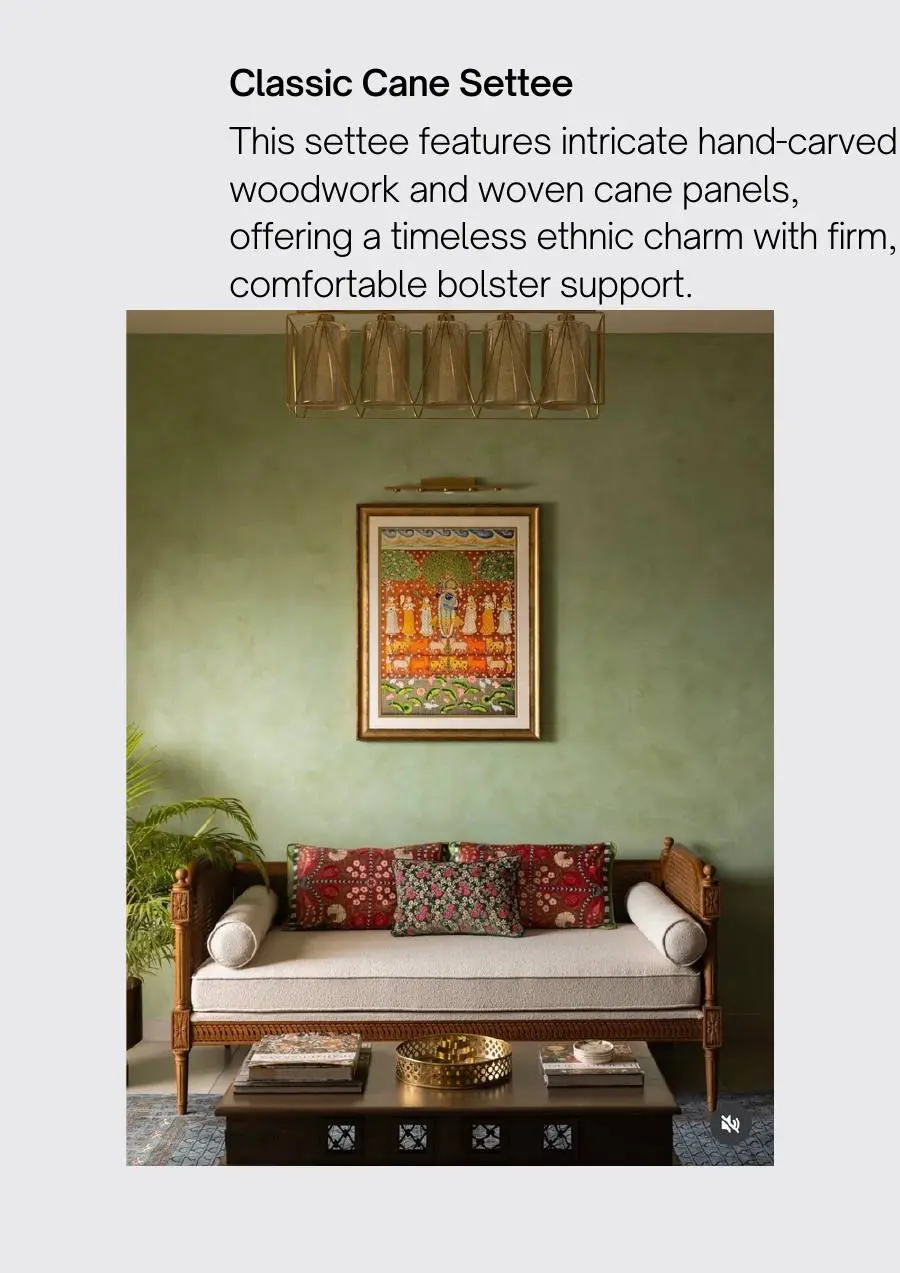 Classic Cane Settee
This settee features intricate hand-carved
woodwork and woven cane panels,
offering a timeless ethnic charm with firm,
comfortable bolster support.